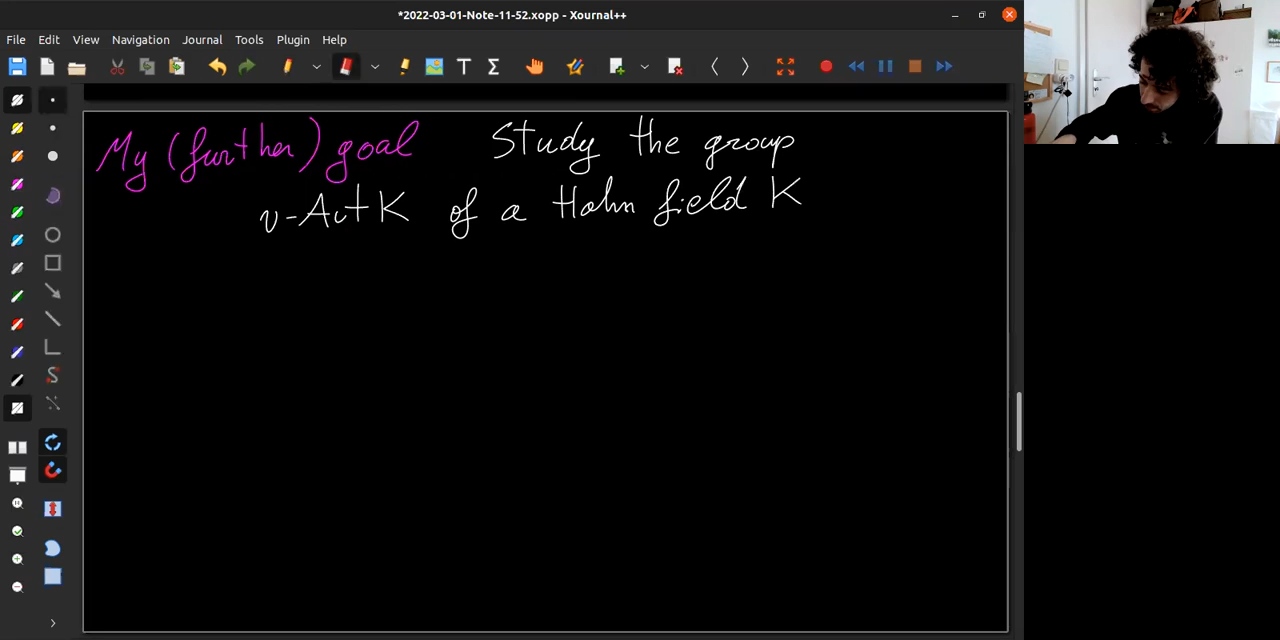 *2022-03-01-Note-11-52.xopp - Xournal++
File Edit View Navigation Journal Tools Plugin Help
My (further) goal Study the group
v-Aut K of a Hahn field K